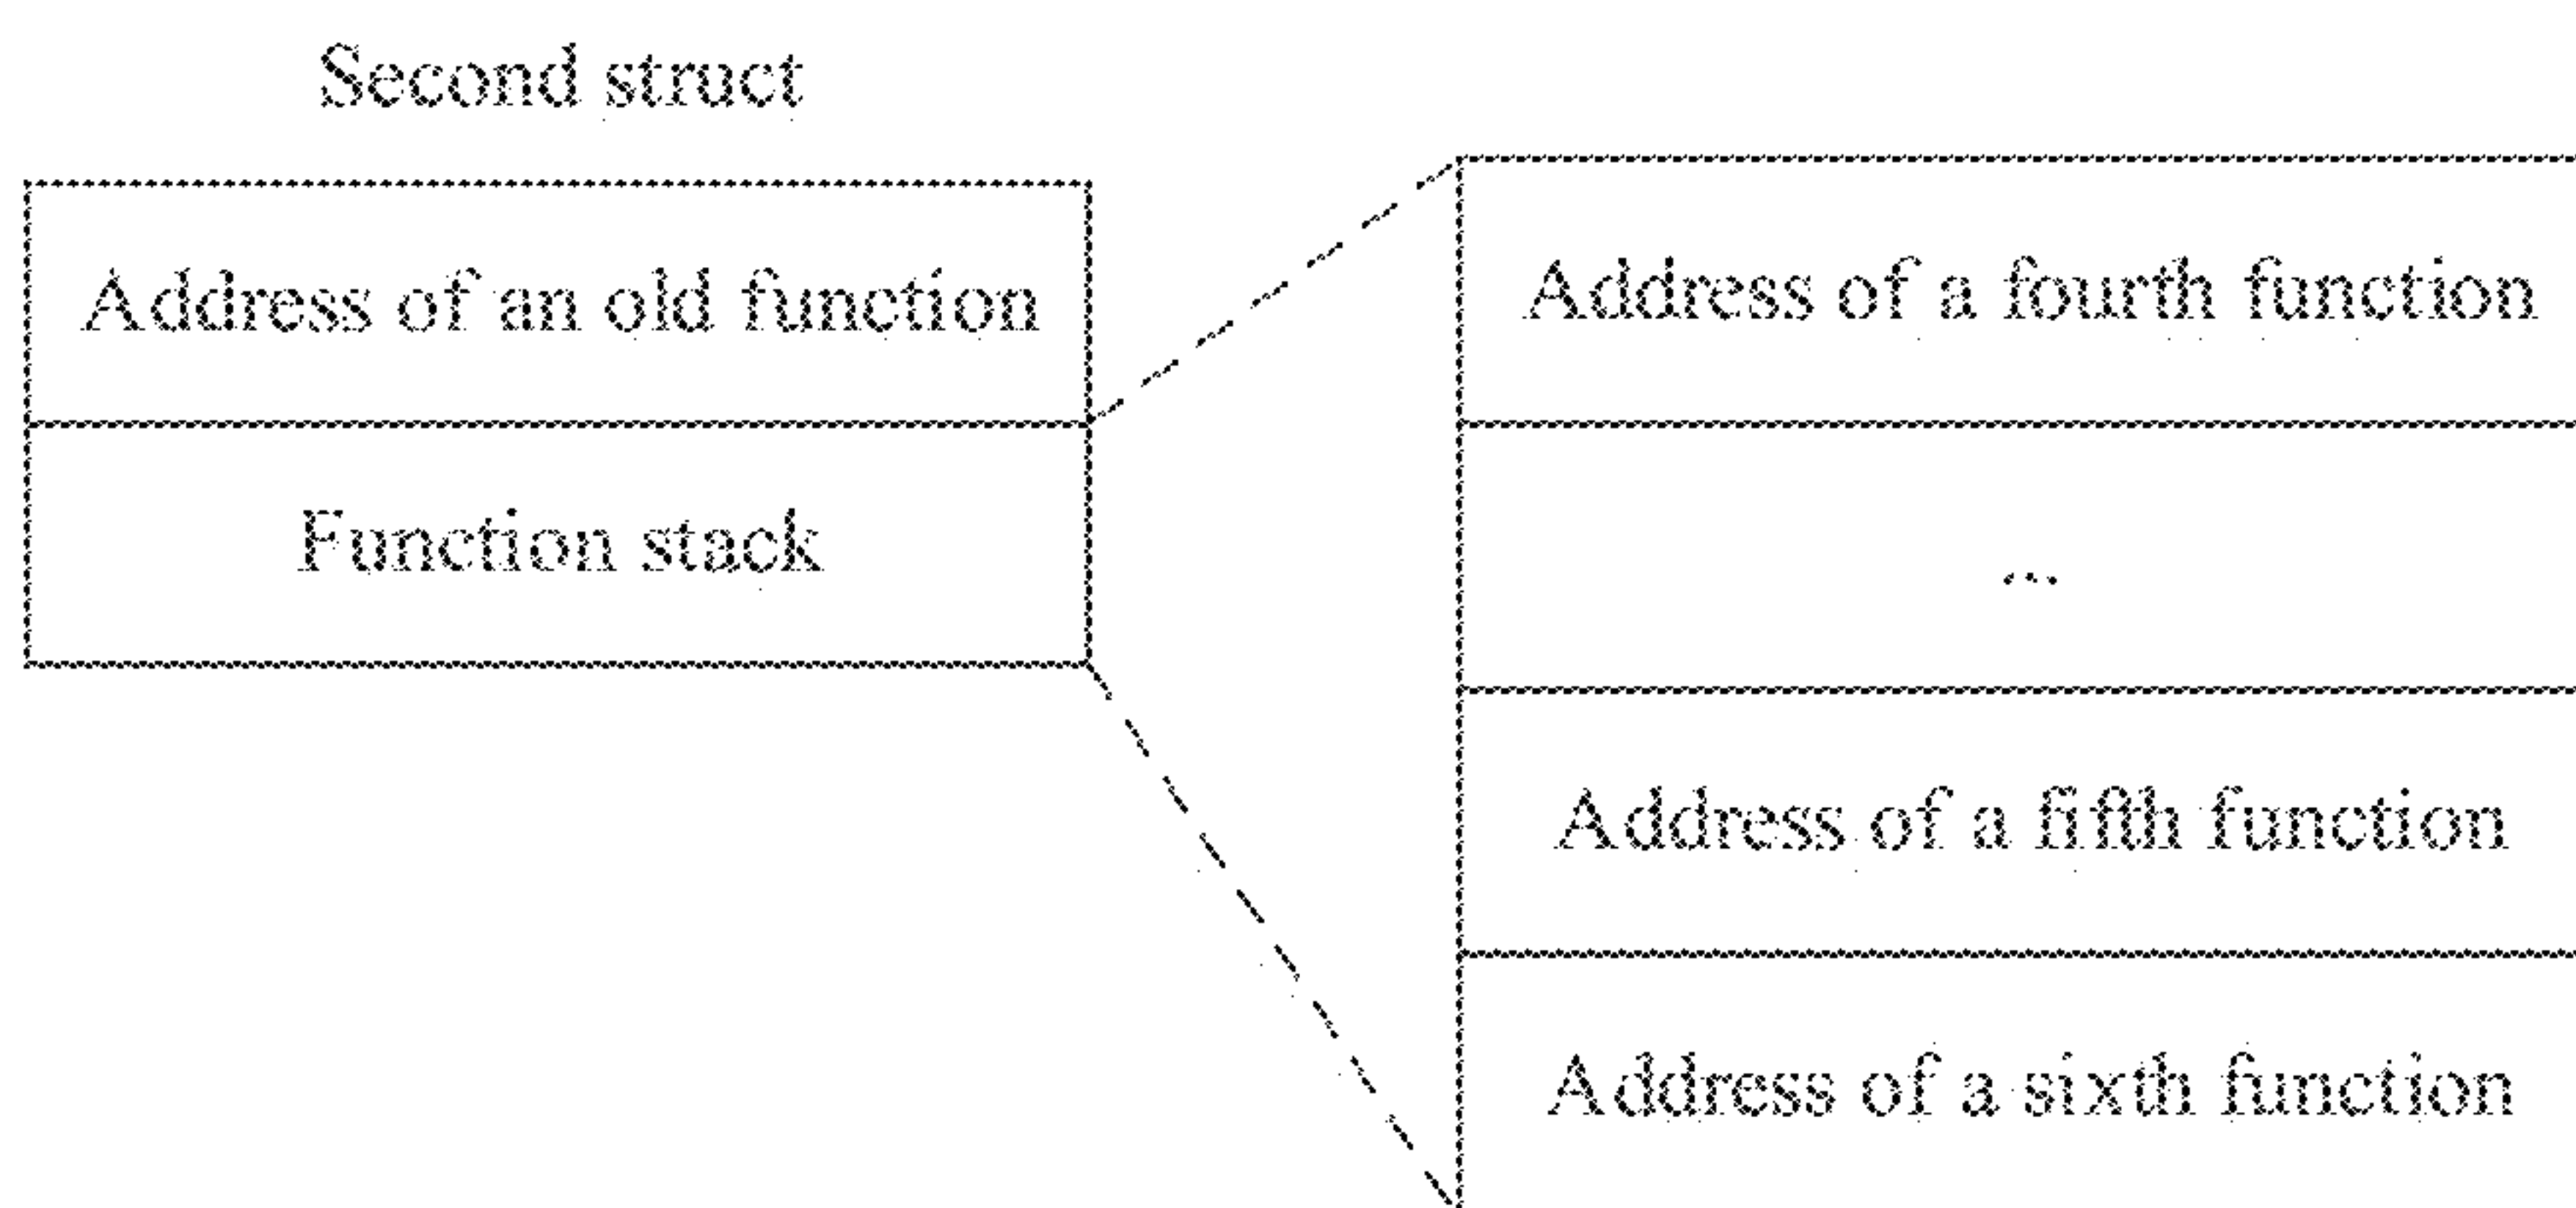 Second struct
Address of an old function
Function stack
Address of a fourth function
...
Address of a fifth function
Address of a sixth function